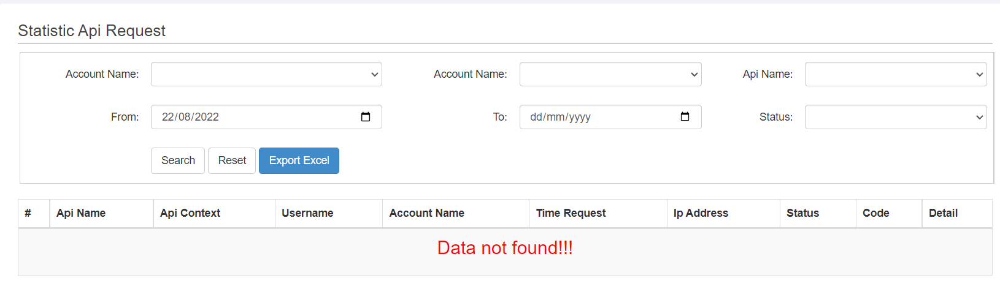 Statistic Api Request
Account Name: Account Name: Api Name:
From: 22/08/2022 To: dd/mm/yyyy Status:
Search Reset Export Excel
# Api Name Api Context Username Account Name Time Request Ip Address Status Code Detail
Data not found!!!